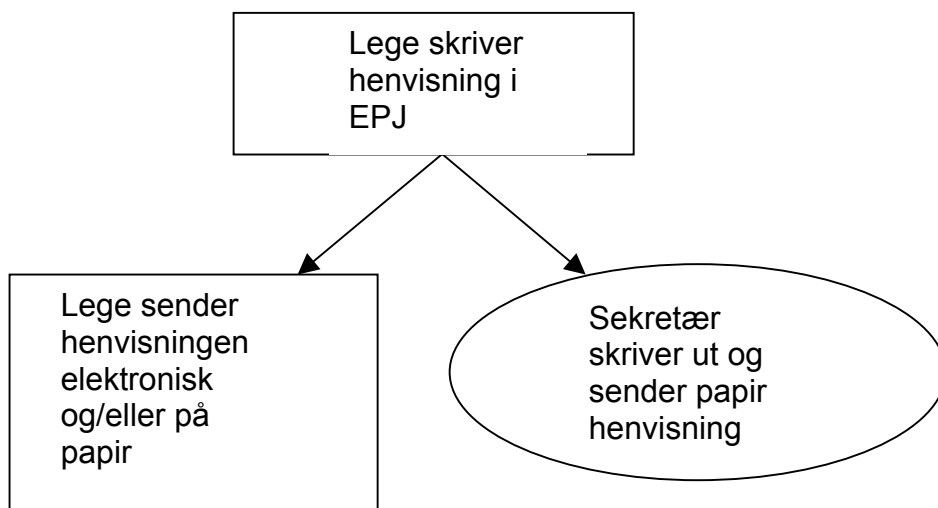 Lege skriver
henvisning i
EPJ
Lege sender
henvisningen
elektronisk
og/eller på
papir
Sekretær
skriver ut og
sender papir
henvisning